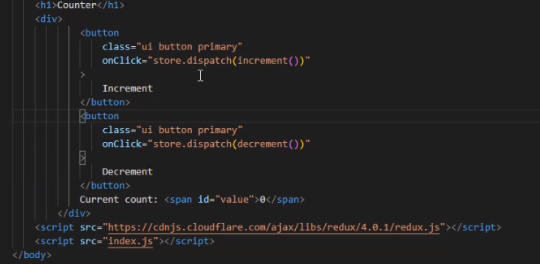 <h1>Counter</h1>
<div>
<button
class="ui button primary"
onClick="store.dispatch(increment())"
>
Increment
</button>
<button
class="ui button primary"
onClick="store.dispatch(decrement())"
>
Decrement
</button>
Current count: <span id="value">0</span>
</div>
<script src="https://cdnjs.cloudflare.com/ajax/libs/redux/4.0.1/redux.js"></script>
<script src="index.js"></script>
</body>